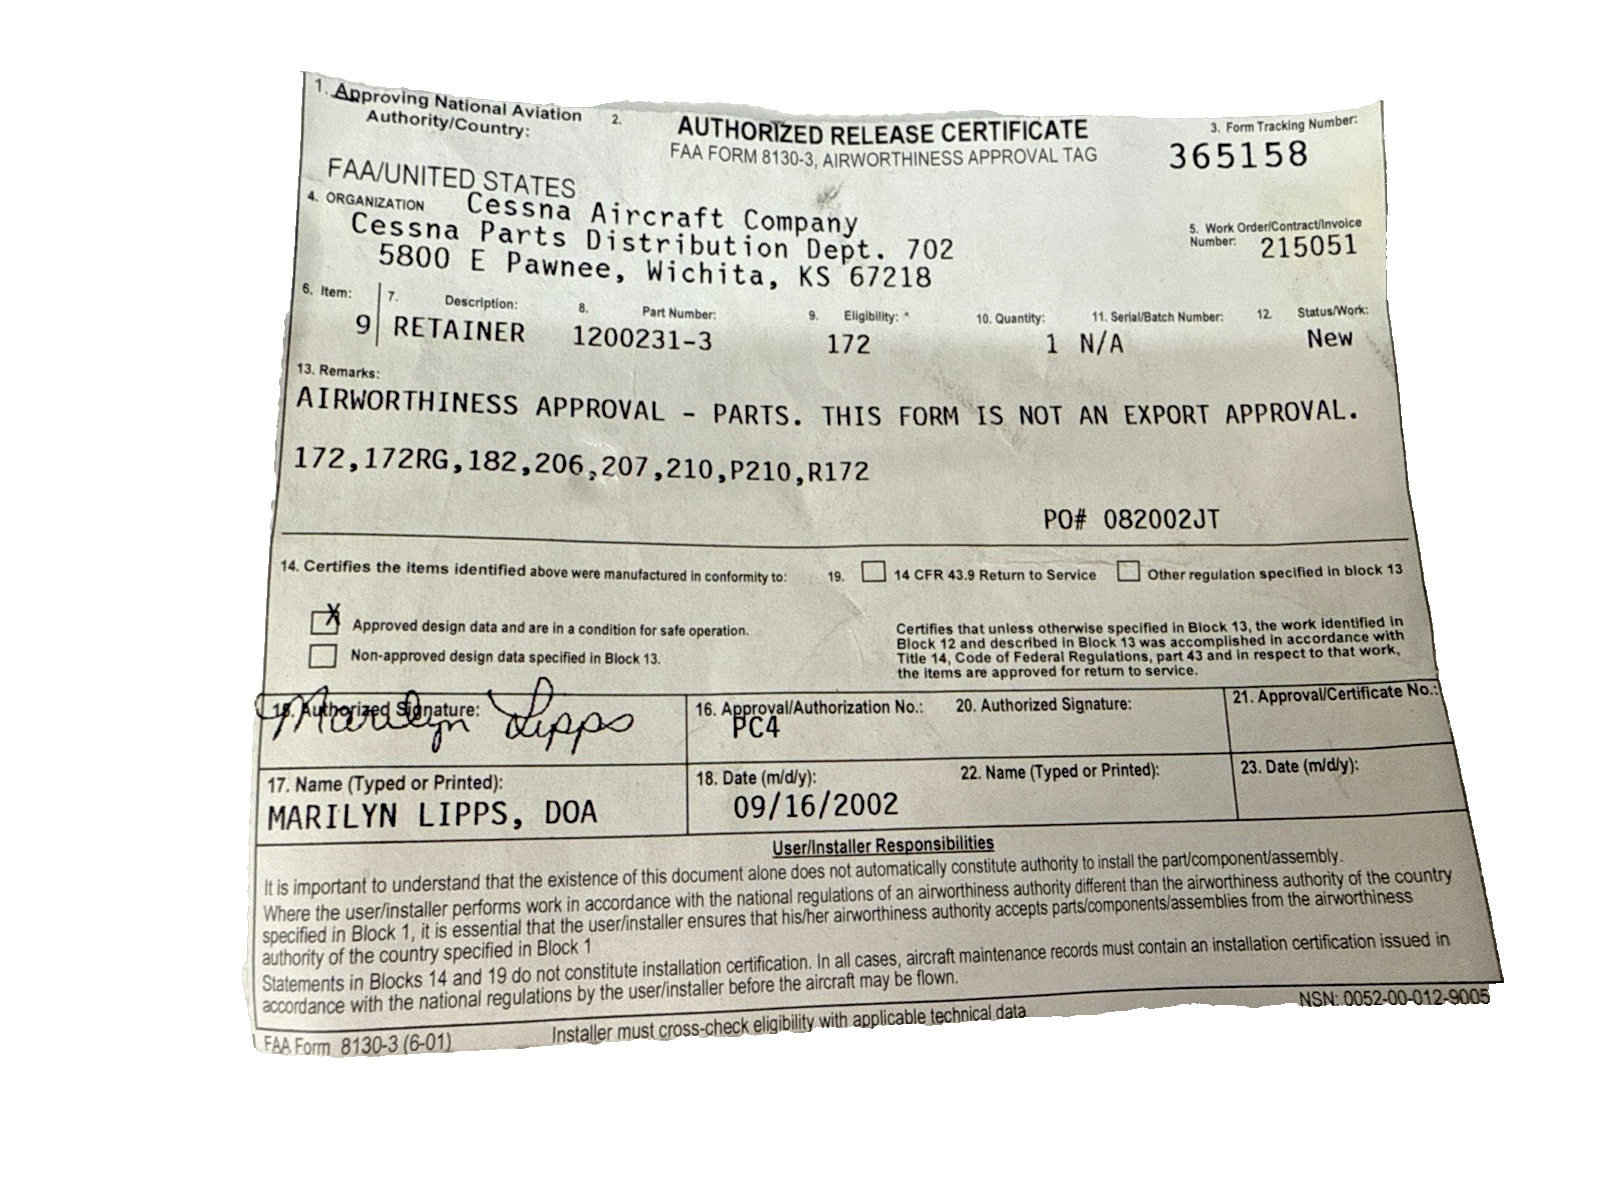 1. Approving National Aviation Authority/Country:
FAA/UNITED STATES
2. AUTHORIZED RELEASE CERTIFICATE
FAA FORM 8130-3, AIRWORTHINESS APPROVAL TAG
3. Form Tracking Number:
365158
4. ORGANIZATION Cessna Aircraft Company
Cessna Parts Distribution Dept. 702
5800 E Pawnee, Wichita, KS 67218
5. Work Order/Contract/Invoice
Number: 215051
6. Item: 7. Description: 8. Part Number: 9. Eligibility: * 10. Quantity: 11. Serial/Batch Number: 12. Status/Work:
9 RETAINER 1200231-3 172 1 N/A New
13. Remarks:
AIRWORTHINESS APPROVAL - PARTS. THIS FORM IS NOT AN EXPORT APPROVAL.
172,172RG,182,206,207,210,P210,R172
PO# 082002JT
14. Certifies the items identified above were manufactured in conformity to:
X Approved design data and are in a condition for safe operation.
Non-approved design data specified in Block 13.
19. 14 CFR 43.9 Return to Service Other regulation specified in block 13
Certifies that unless otherwise specified in Block 13, the work identified in
Block 12 and described in Block 13 was accomplished in accordance with
Title 14, Code of Federal Regulations, part 43 and in respect to that work,
the items are approved for return to service.
15. Authorized Signature:
Marilyn Lipps
16. Approval/Authorization No.:
PC4
20. Authorized Signature:
21. Approval/Certificate No.:
17. Name (Typed or Printed):
MARILYN LIPPS, DOA
18. Date (m/d/y):
09/16/2002
22. Name (Typed or Printed):
23. Date (m/d/y):
User/Installer Responsibilities
It is important to understand that the existence of this document alone does not automatically constitute authority to install the part/component/assembly.
Where the user/installer performs work in accordance with the national regulations of an airworthiness authority different than the airworthiness authority of the country
specified in Block 1, it is essential that the user/installer ensures that his/her airworthiness authority accepts parts/components/assemblies from the airworthiness
authority of the country specified in Block 1
Statements in Blocks 14 and 19 do not constitute installation certification. In all cases, aircraft maintenance records must contain an installation certification issued in
accordance with the national regulations by the user/installer before the aircraft may be flown.
FAA Form 8130-3 (6-01) Installer must cross-check eligibility with applicable technical data NSN: 0052-00-012-9005